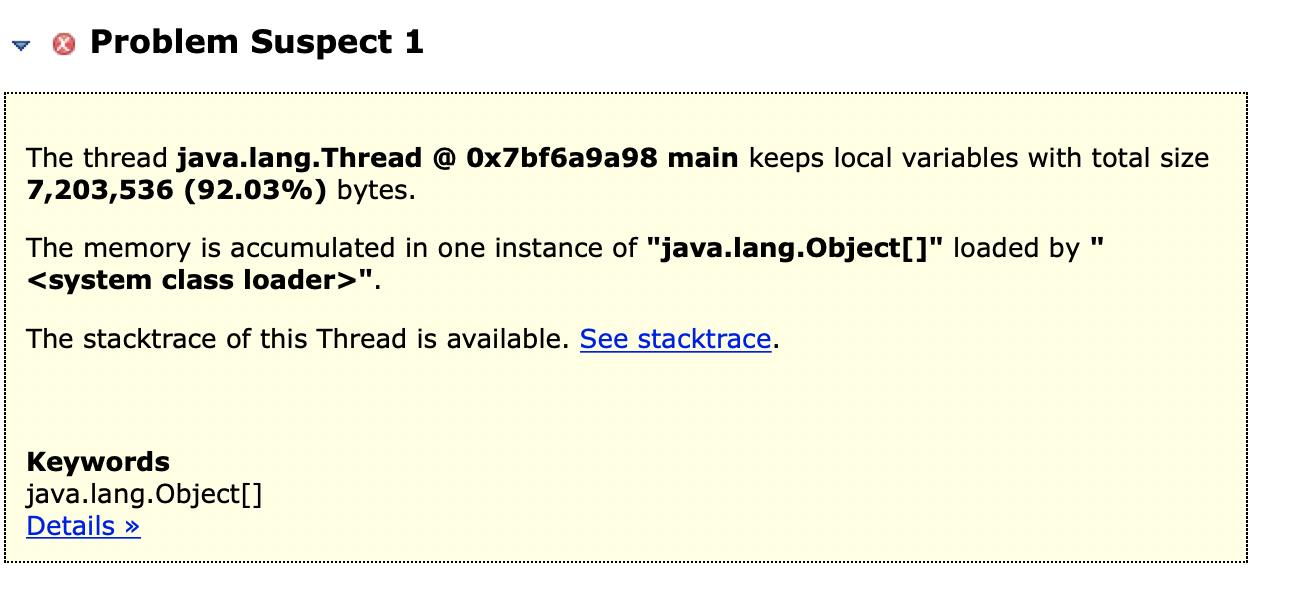 Problem Suspect 1
The thread java.lang.Thread @ 0x7bf6a9a98 main keeps local variables with total size
7,203,536 (92.03%) bytes.
The memory is accumulated in one instance of "java.lang.Object[]" loaded by "
<system class loader>".
The stacktrace of this Thread is available. See stacktrace.
Keywords
java.lang.Object[]
Details »